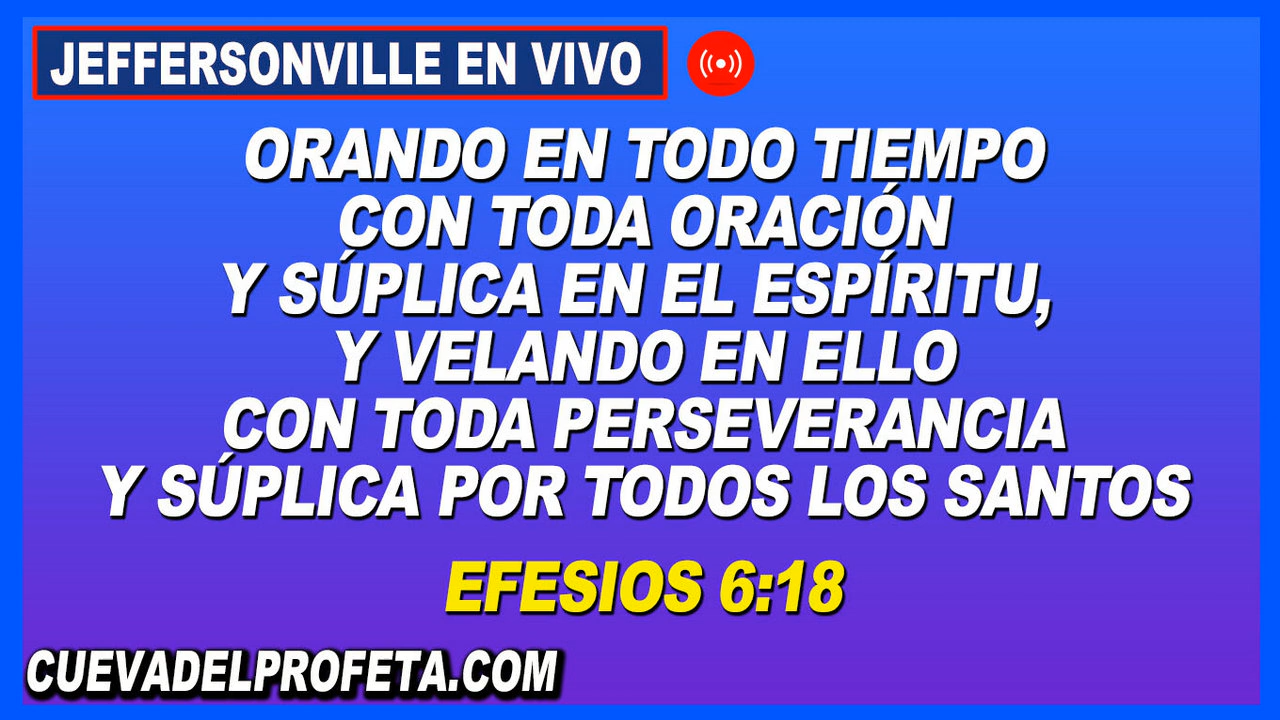 JEFFERSONVILLE EN VIVO
ORANDO EN TODO TIEMPO
CON TODA ORACIÓN
Y SÚPLICA EN EL ESPÍRITU,
Y VELANDO EN ELLO
CON TODA PERSEVERANCIA
Y SÚPLICA POR TODOS LOS SANTOS
EFESIOS 6:18
CUEVADELPROFETA.COM